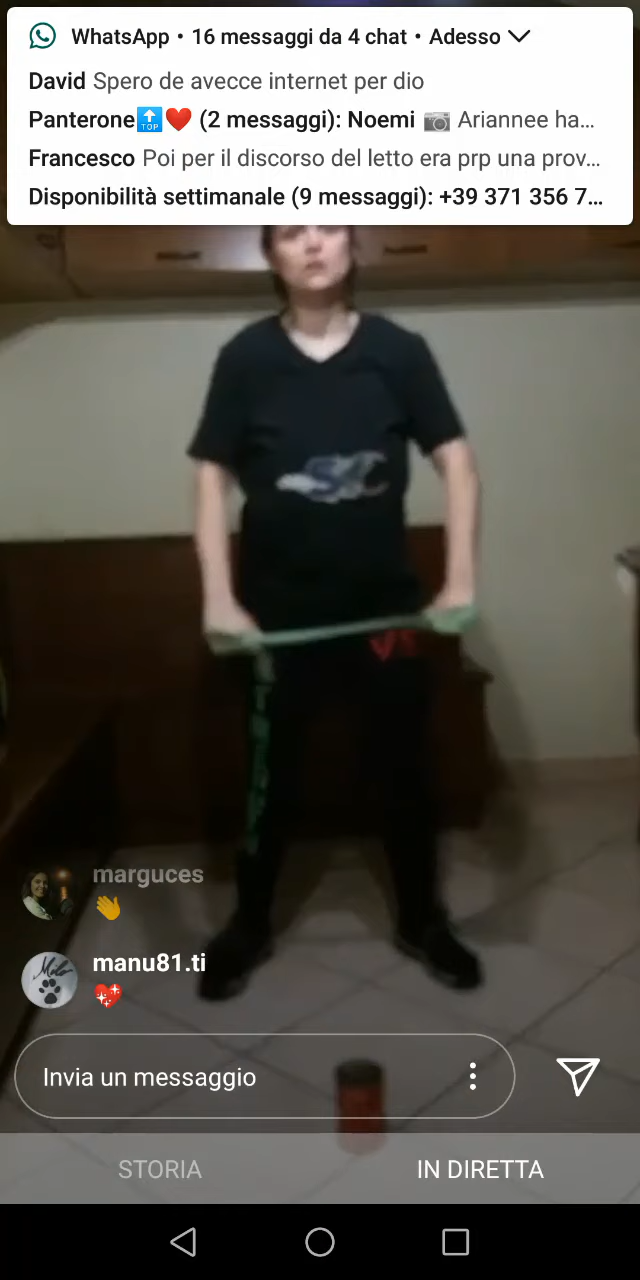 WhatsApp • 16 messaggi da 4 chat • Adesso
David Spero de avecce internet per dio
Panterone🔝❤️ (2 messaggi): Noemi 📷 Ariannee ha...
Francesco Poi per il discorso del letto era prp una prov...
Disponibilità settimanale (9 messaggi): +39 371 356 7...
marguces
👋
manu81.ti
💖
Invia un messaggio
STORIA
IN DIRETTA